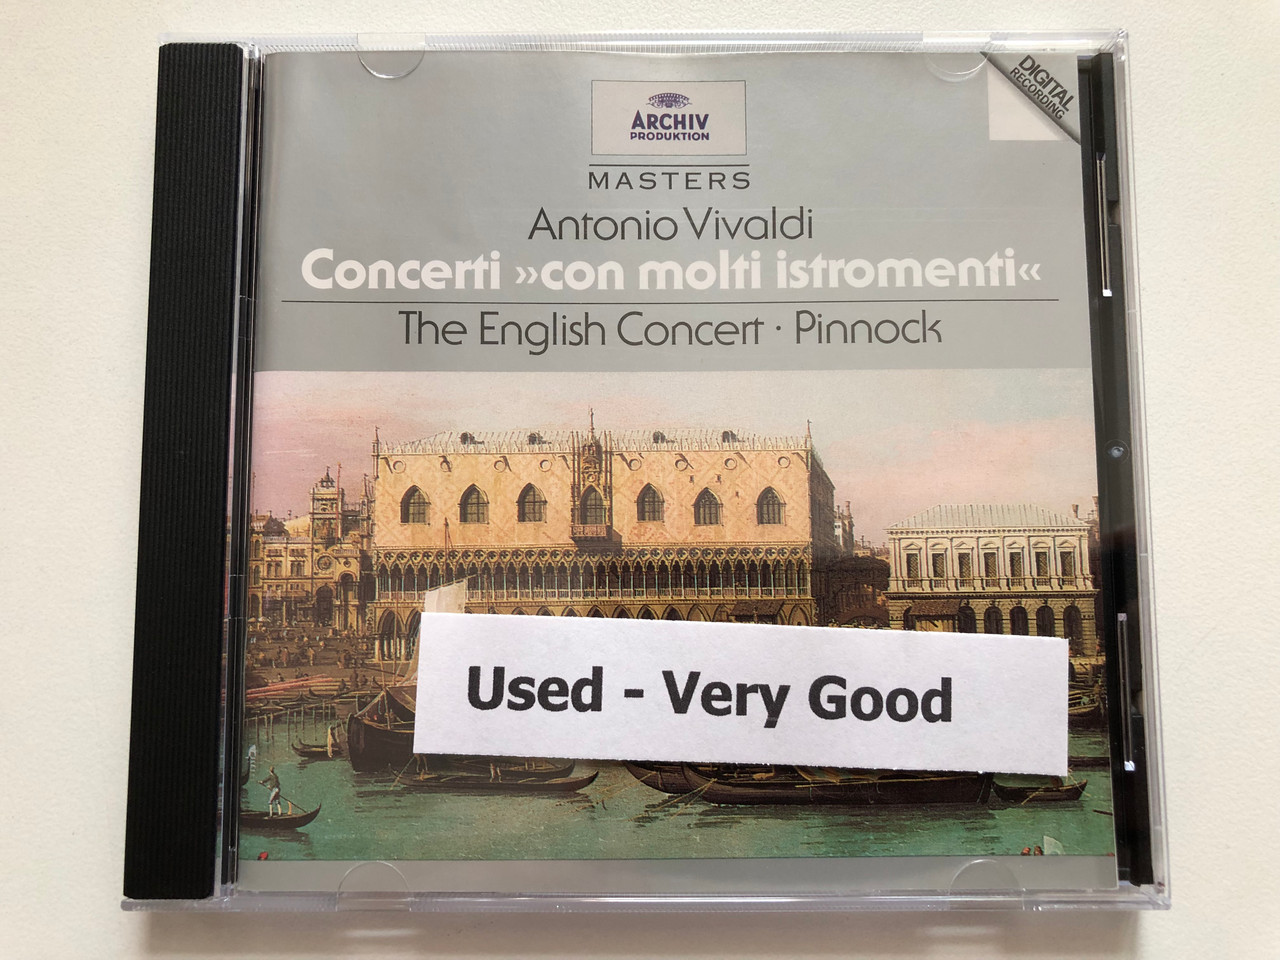 DIGITAL
RECORDING
ARCHIV
PRODUKTION
MASTERS
Antonio Vivaldi
Concerti »con molti istromenti«
The English Concert · Pinnock
Used - Very Good